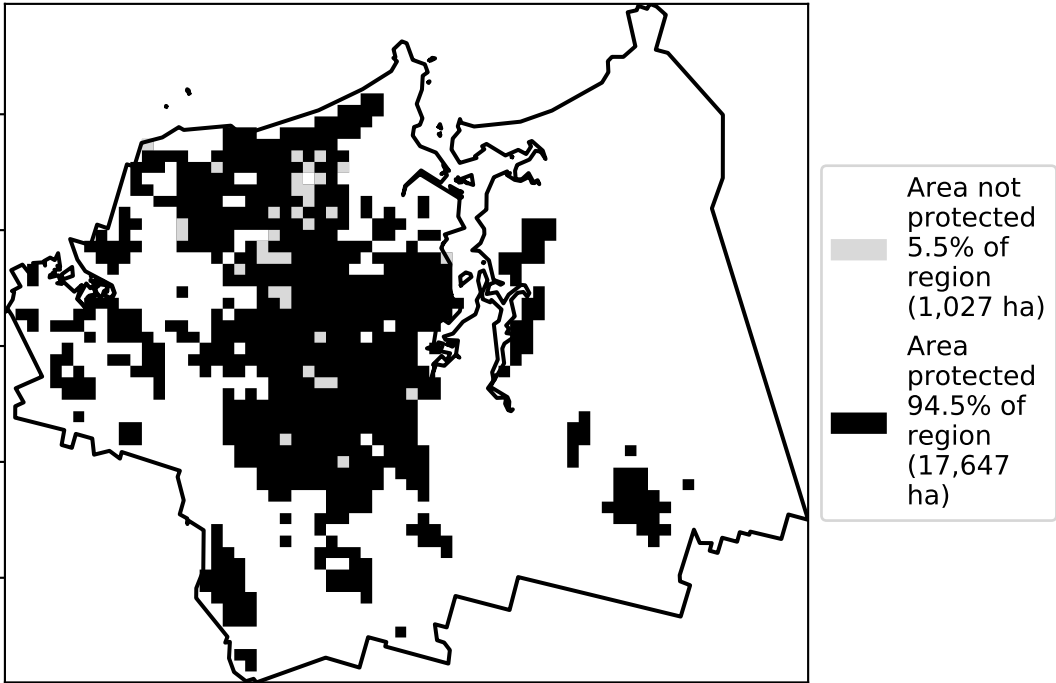 Area not
protected
5.5% of
region
(1,027 ha)
Area
protected
94.5% of
region
(17,647
ha)